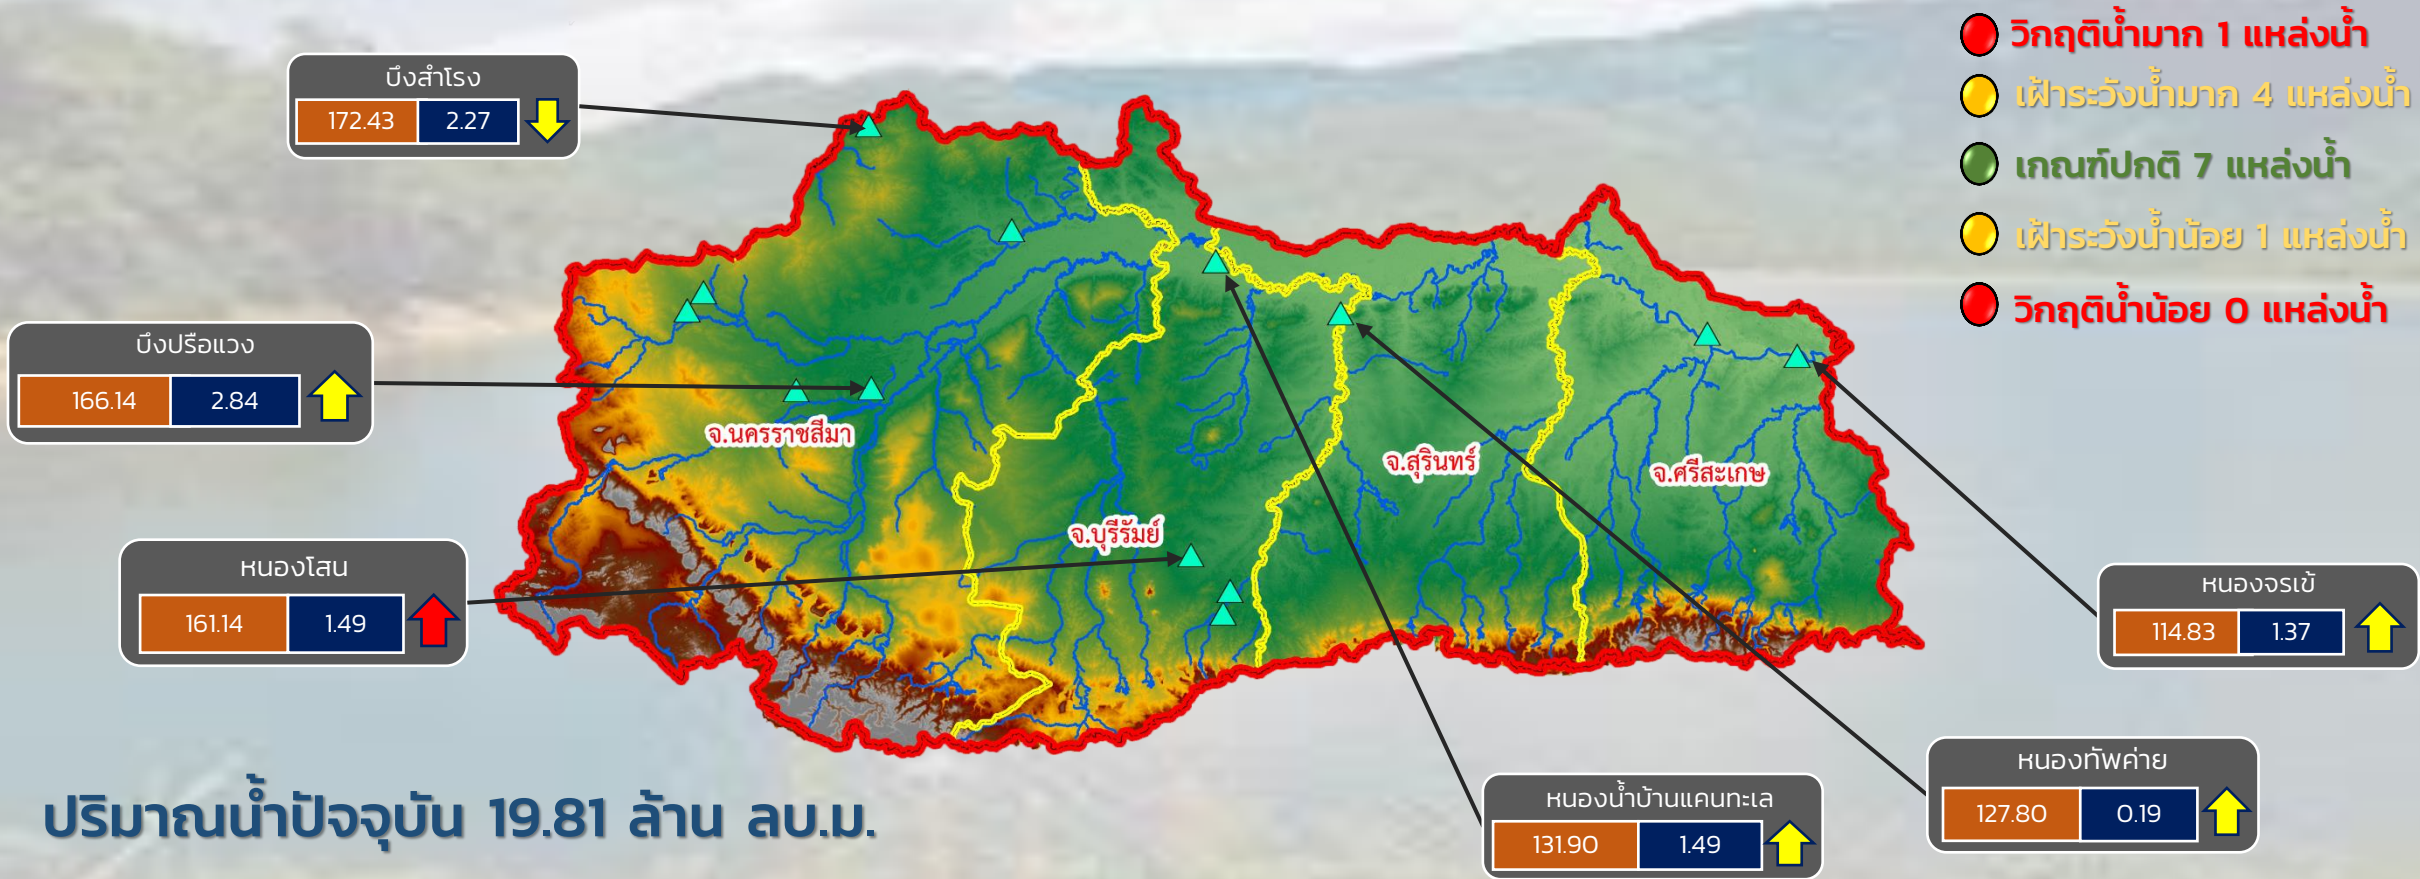 วิกฤติน้ำมาก 1 แหล่งน้ำ
เฝ้าระวังน้ำมาก 4 แหล่งน้ำ
เกณฑ์ปกติ 7 แหล่งน้ำ
เฝ้าระวังน้ำน้อย 1 แหล่งน้ำ
วิกฤติน้ำน้อย 0 แหล่งน้ำ
บึงสำโรง
172.43 2.27
บึงปรือแวง
166.14 2.84
หนองโสน
161.14 1.49
จ.นครราชสีมา
จ.บุรีรัมย์
จ.สุรินทร์
จ.ศรีสะเกษ
หนองจรเข้
114.83 1.37
หนองทัพค่าย
127.80 0.19
หนองน้ำบ้านแคนทะเล
131.90 1.49
ปริมาณน้ำปัจจุบัน 19.81 ล้าน ลบ.ม.